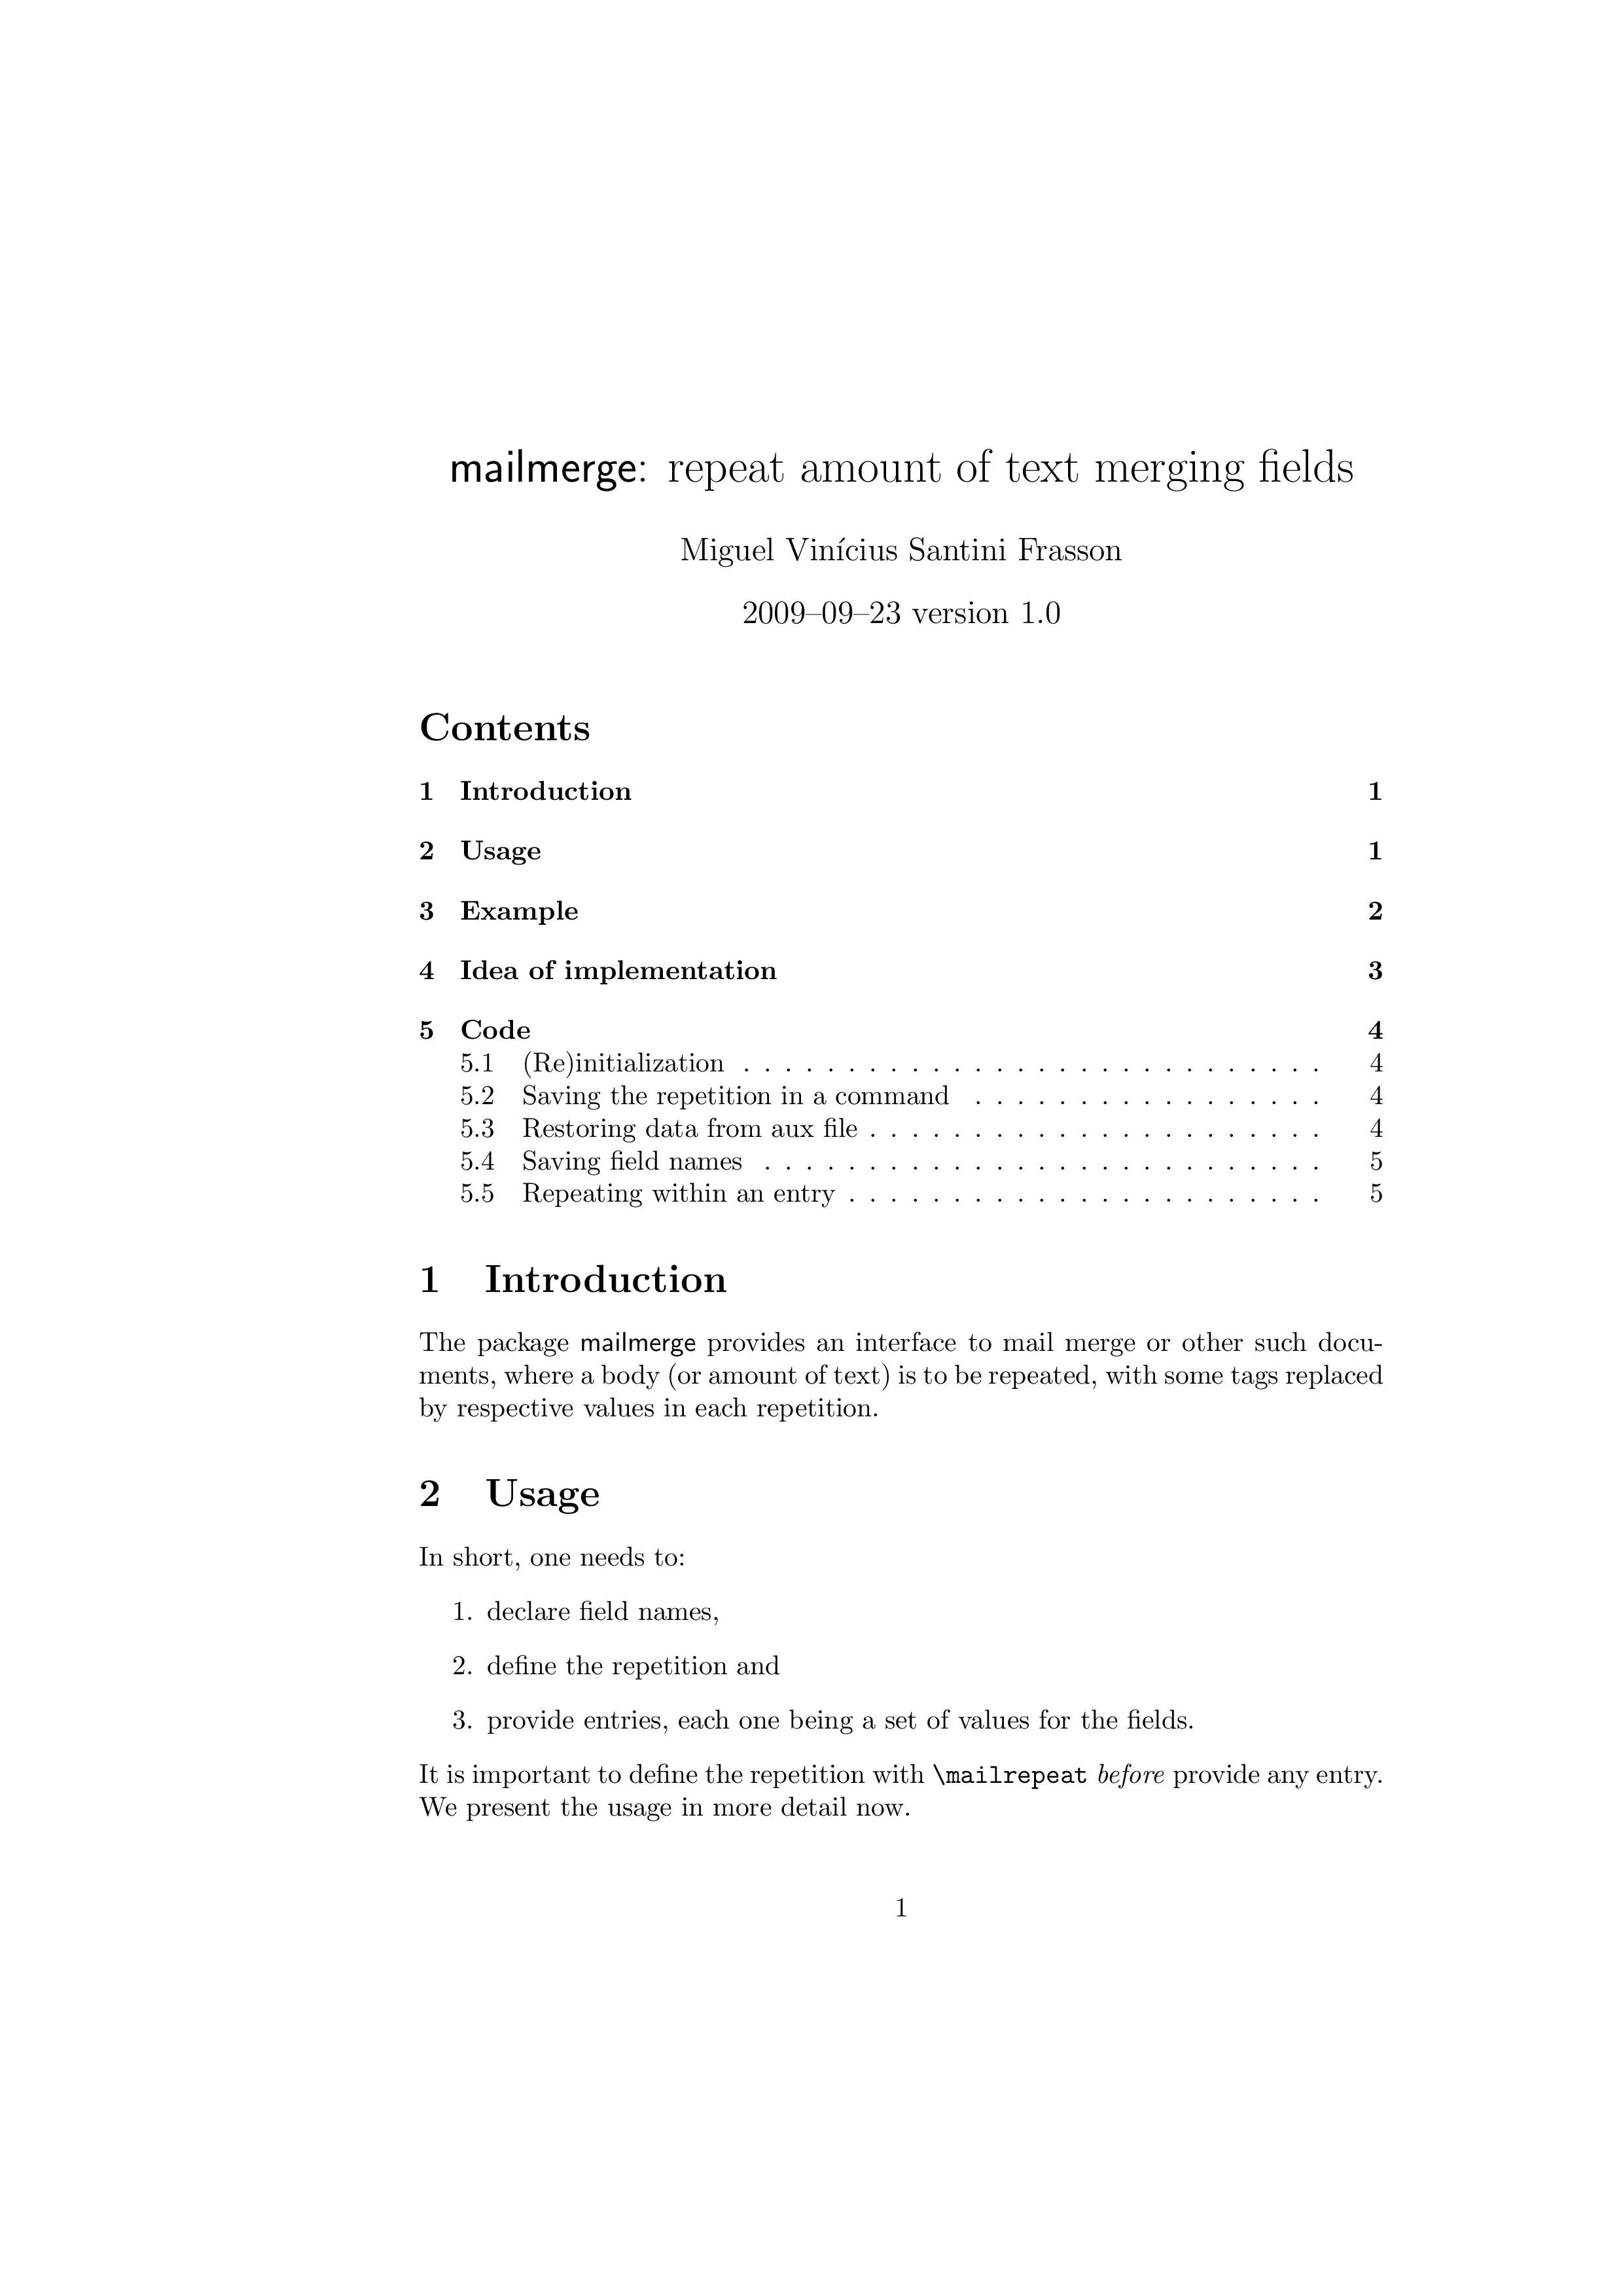 mailmerge: repeat amount of text merging fields
Miguel Vinícius Santini Frasson
2009–09–23 version 1.0
Contents
1 Introduction 1
2 Usage 1
3 Example 2
4 Idea of implementation 3
5 Code 4
5.1 (Re)initialization . . . . . . . . . . . . . . . . . . . . . . . . . . . . 4
5.2 Saving the repetition in a command . . . . . . . . . . . . . . . . . 4
5.3 Restoring data from aux file . . . . . . . . . . . . . . . . . . . . . . 4
5.4 Saving field names . . . . . . . . . . . . . . . . . . . . . . . . . . . 5
5.5 Repeating within an entry . . . . . . . . . . . . . . . . . . . . . . . 5
1 Introduction
The package mailmerge provides an interface to mail merge or other such docu-
ments, where a body (or amount of text) is to be repeated, with some tags replaced
by respective values in each repetition.
2 Usage
In short, one needs to:
1. declare field names,
2. define the repetition and
3. provide entries, each one being a set of values for the fields.
It is important to define the repetition with \mailrepeat before provide any entry.
We present the usage in more detail now.
1